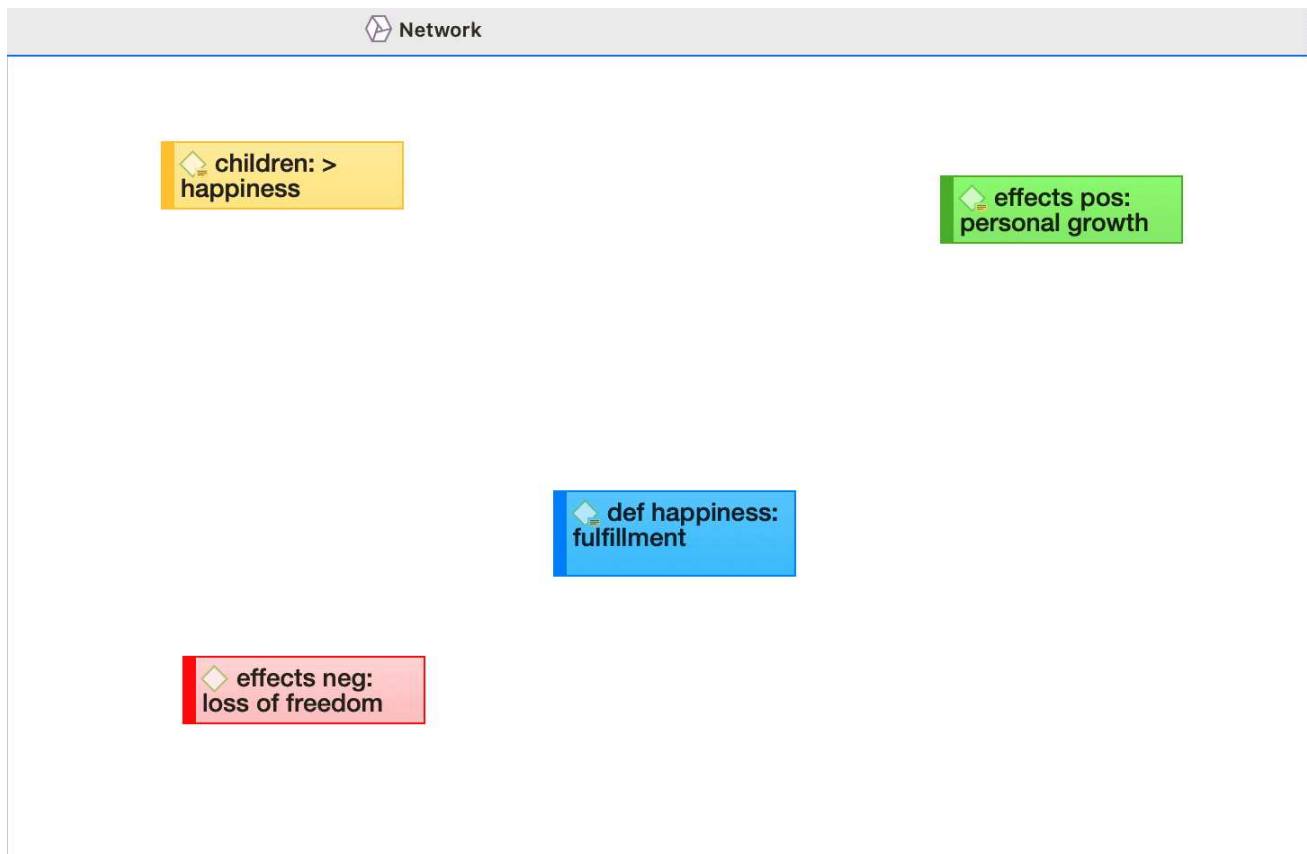 Network
children: >
happiness
effects pos:
personal growth
def happiness:
fulfillment
effects neg:
loss of freedom